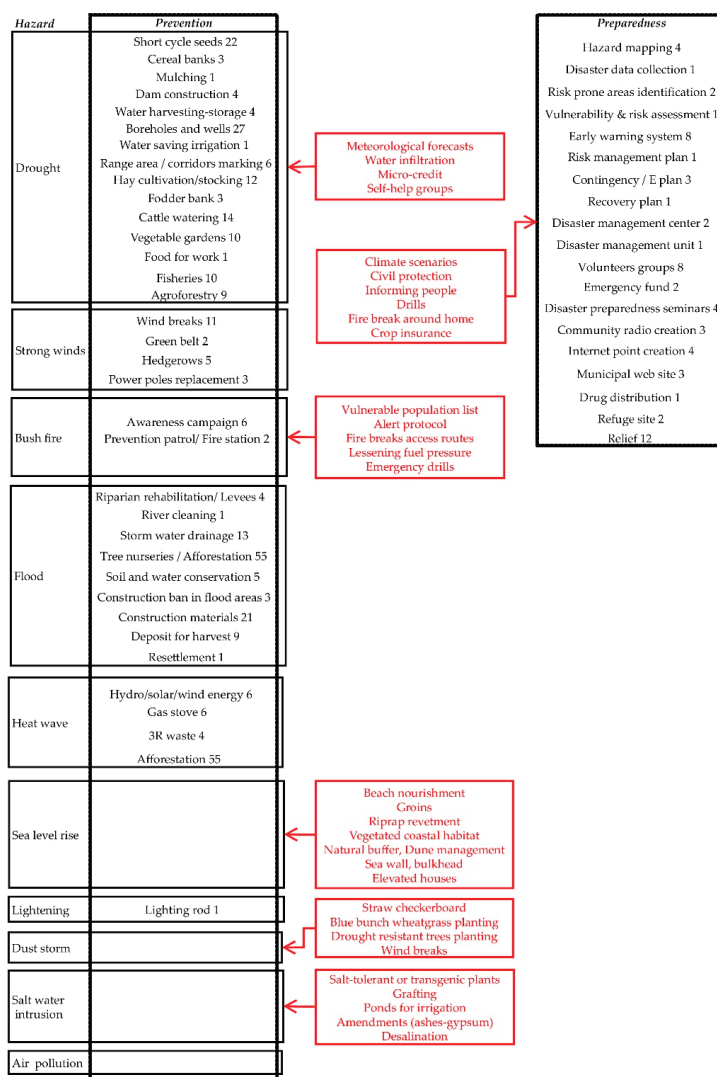 Hazard
Prevention
Drought
Short cycle seeds 22
Cereal banks 3
Mulching 1
Dam construction 4
Water harvesting-storage 4
Boreholes and wells 27
Water saving irrigation 1
Range area / corridors marking 6
Hay cultivation/stocking 12
Fodder bank 3
Cattle watering 14
Vegetable gardens 10
Food for work 1
Fisheries 10
Agroforestry 9
Strong winds
Wind breaks 11
Green belt 2
Hedgerows 5
Power poles replacement 3
Bush fire
Awareness campaign 6
Prevention patrol/ Fire station 2
Flood
Riparian rehabilitation/ Levees 4
River cleaning 1
Storm water drainage 13
Tree nurseries / Afforestation 55
Soil and water conservation 5
Construction ban in flood areas 3
Construction materials 21
Deposit for harvest 9
Resettlement 1
Heat wave
Hydro/solar/wind energy 6
Gas stove 6
3R waste 4
Afforestation 55
Sea level rise
Lightening
Lighting rod 1
Dust storm
Salt water
intrusion
Air pollution
Meteorological forecasts
Water infiltration
Micro-credit
Self-help groups
Climate scenarios
Civil protection
Informing people
Drills
Fire break around home
Crop insurance
Vulnerable population list
Alert protocol
Fire breaks access routes
Lessening fuel pressure
Emergency drills
Beach nourishment
Groins
Riprap revetment
Vegetated coastal habitat
Natural buffer, Dune management
Sea wall, bulkhead
Elevated houses
Straw checkerboard
Blue bunch wheatgrass planting
Drought resistant trees planting
Wind breaks
Salt-tolerant or transgenic plants
Grafting
Ponds for irrigation
Amendments (ashes-gypsum)
Desalination
Preparedness
Hazard mapping 4
Disaster data collection 1
Risk prone areas identification 2
Vulnerability & risk assessment 1
Early warning system 8
Risk management plan 1
Contingency / E plan 3
Recovery plan 1
Disaster management center 2
Disaster management unit 1
Volunteers groups 8
Emergency fund 2
Disaster preparedness seminars 4
Community radio creation 3
Internet point creation 4
Municipal web site 3
Drug distribution 1
Refuge site 2
Relief 12